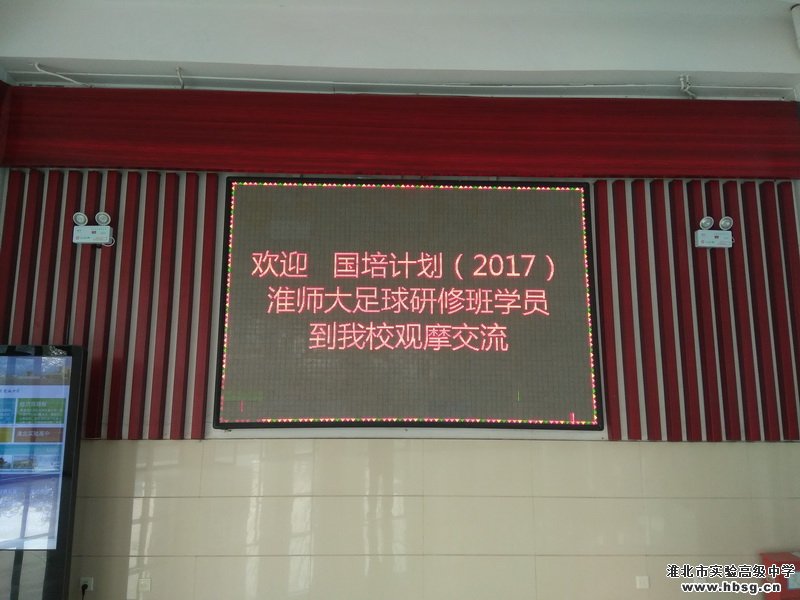 欢迎 国培计划（2017）
淮师大足球研修班学员
到我校观摩交流
淮北市实验高级中学
www.hbsg.cn